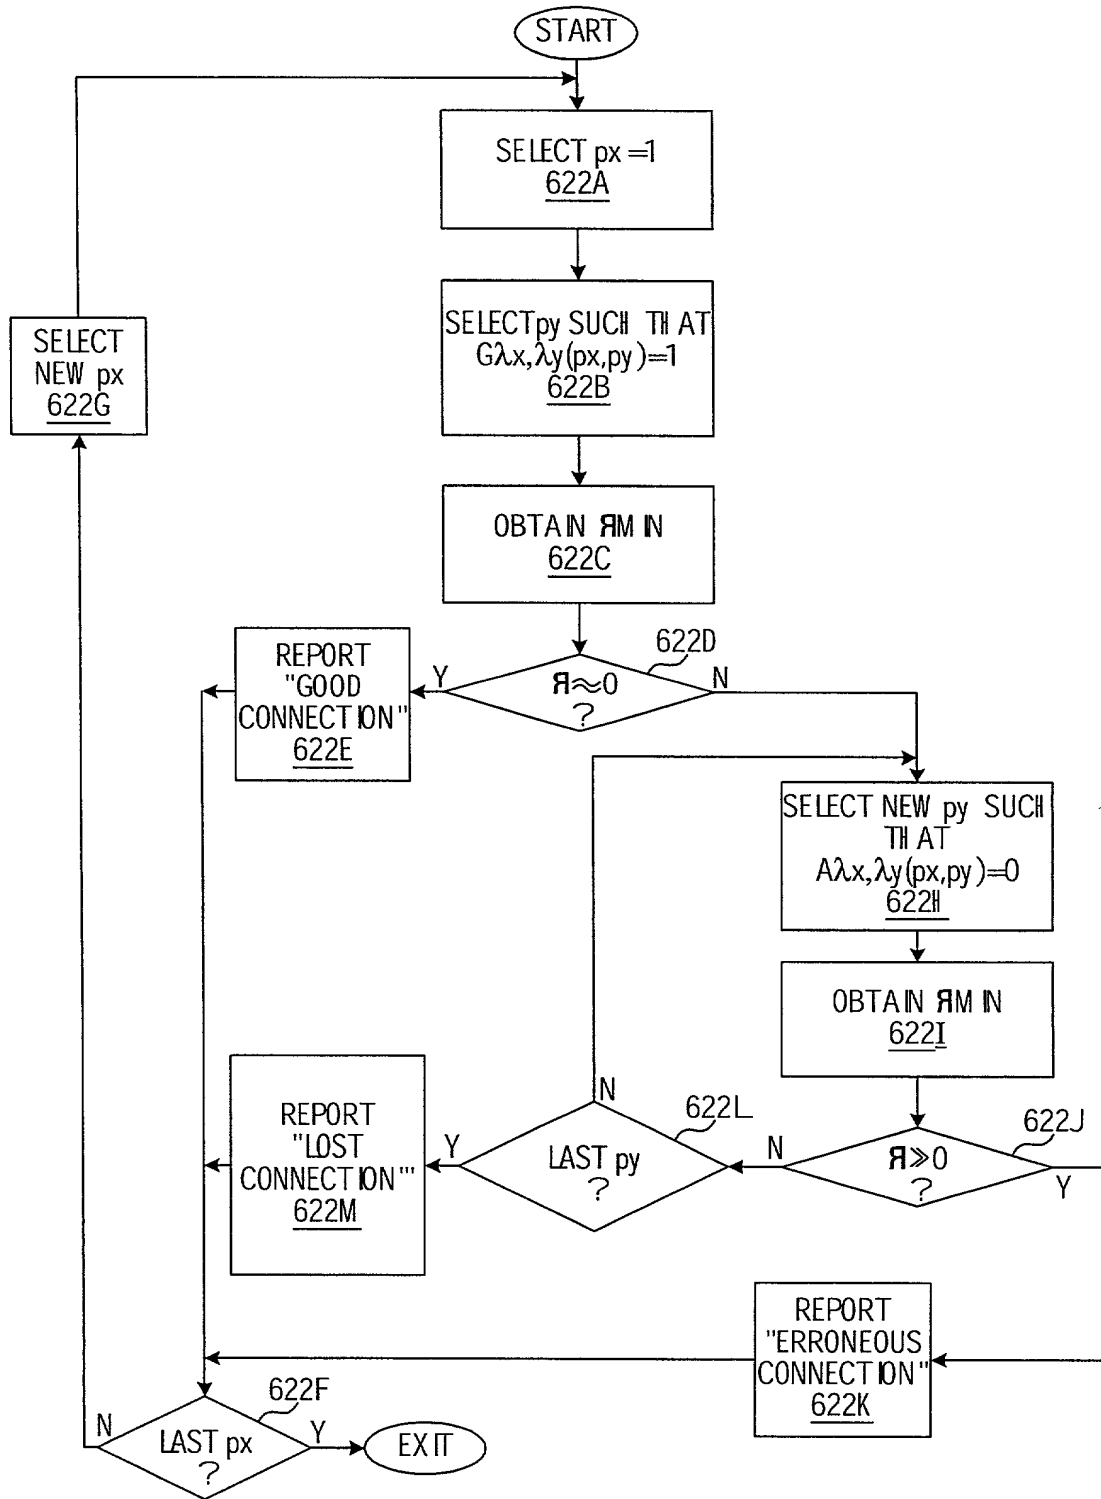 START
SELECT px=1
622A
SELECT py SUCH THAT
Gλx,λy(px,py)=1
622B
SELECT
NEW px
622G
OBTAIN ЯMIN
622C
622D
Я≈0
?
Y
N
REPORT
"GOOD
CONNECTION"
622E
SELECT NEW py SUCH
THAT
Aλx,λy(px,py)=0
622H
OBTAIN ЯMIN
622I
622J
Я≫0
?
N
Y
622L
LAST py
?
N
Y
REPORT
"LOST
CONNECTION"
622M
REPORT
"ERRONEOUS
CONNECTION"
622K
622F
LAST px
?
N
Y
EXIT